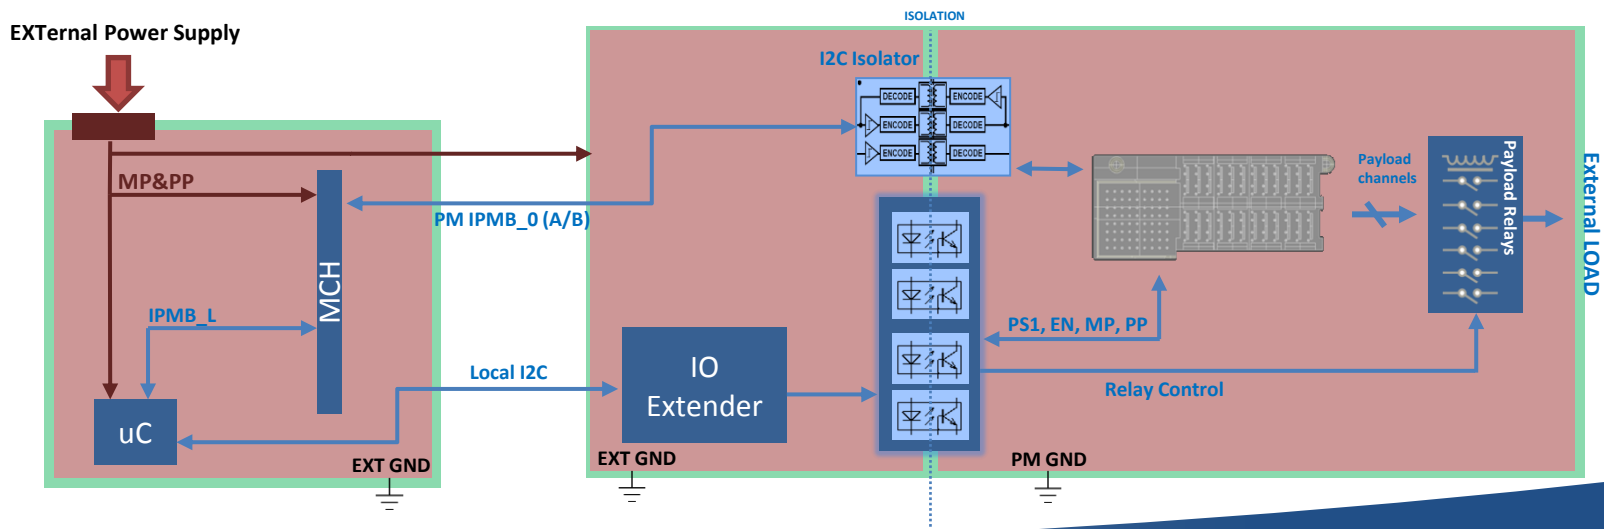 ISOLATION
EXTernal Power Supply
I2C Isolator
DECODE
ENCODE
ENCODE
DECODE
ENCODE
DECODE
MP&PP
PM IPMB_0 (A/B)
MCH
IPMB_L
uC
EXT GND
Local I2C
IO
Extender
EXT GND
PM GND
PS1, EN, MP, PP
Relay Control
Payload
channels
Payload Relays
External LOAD